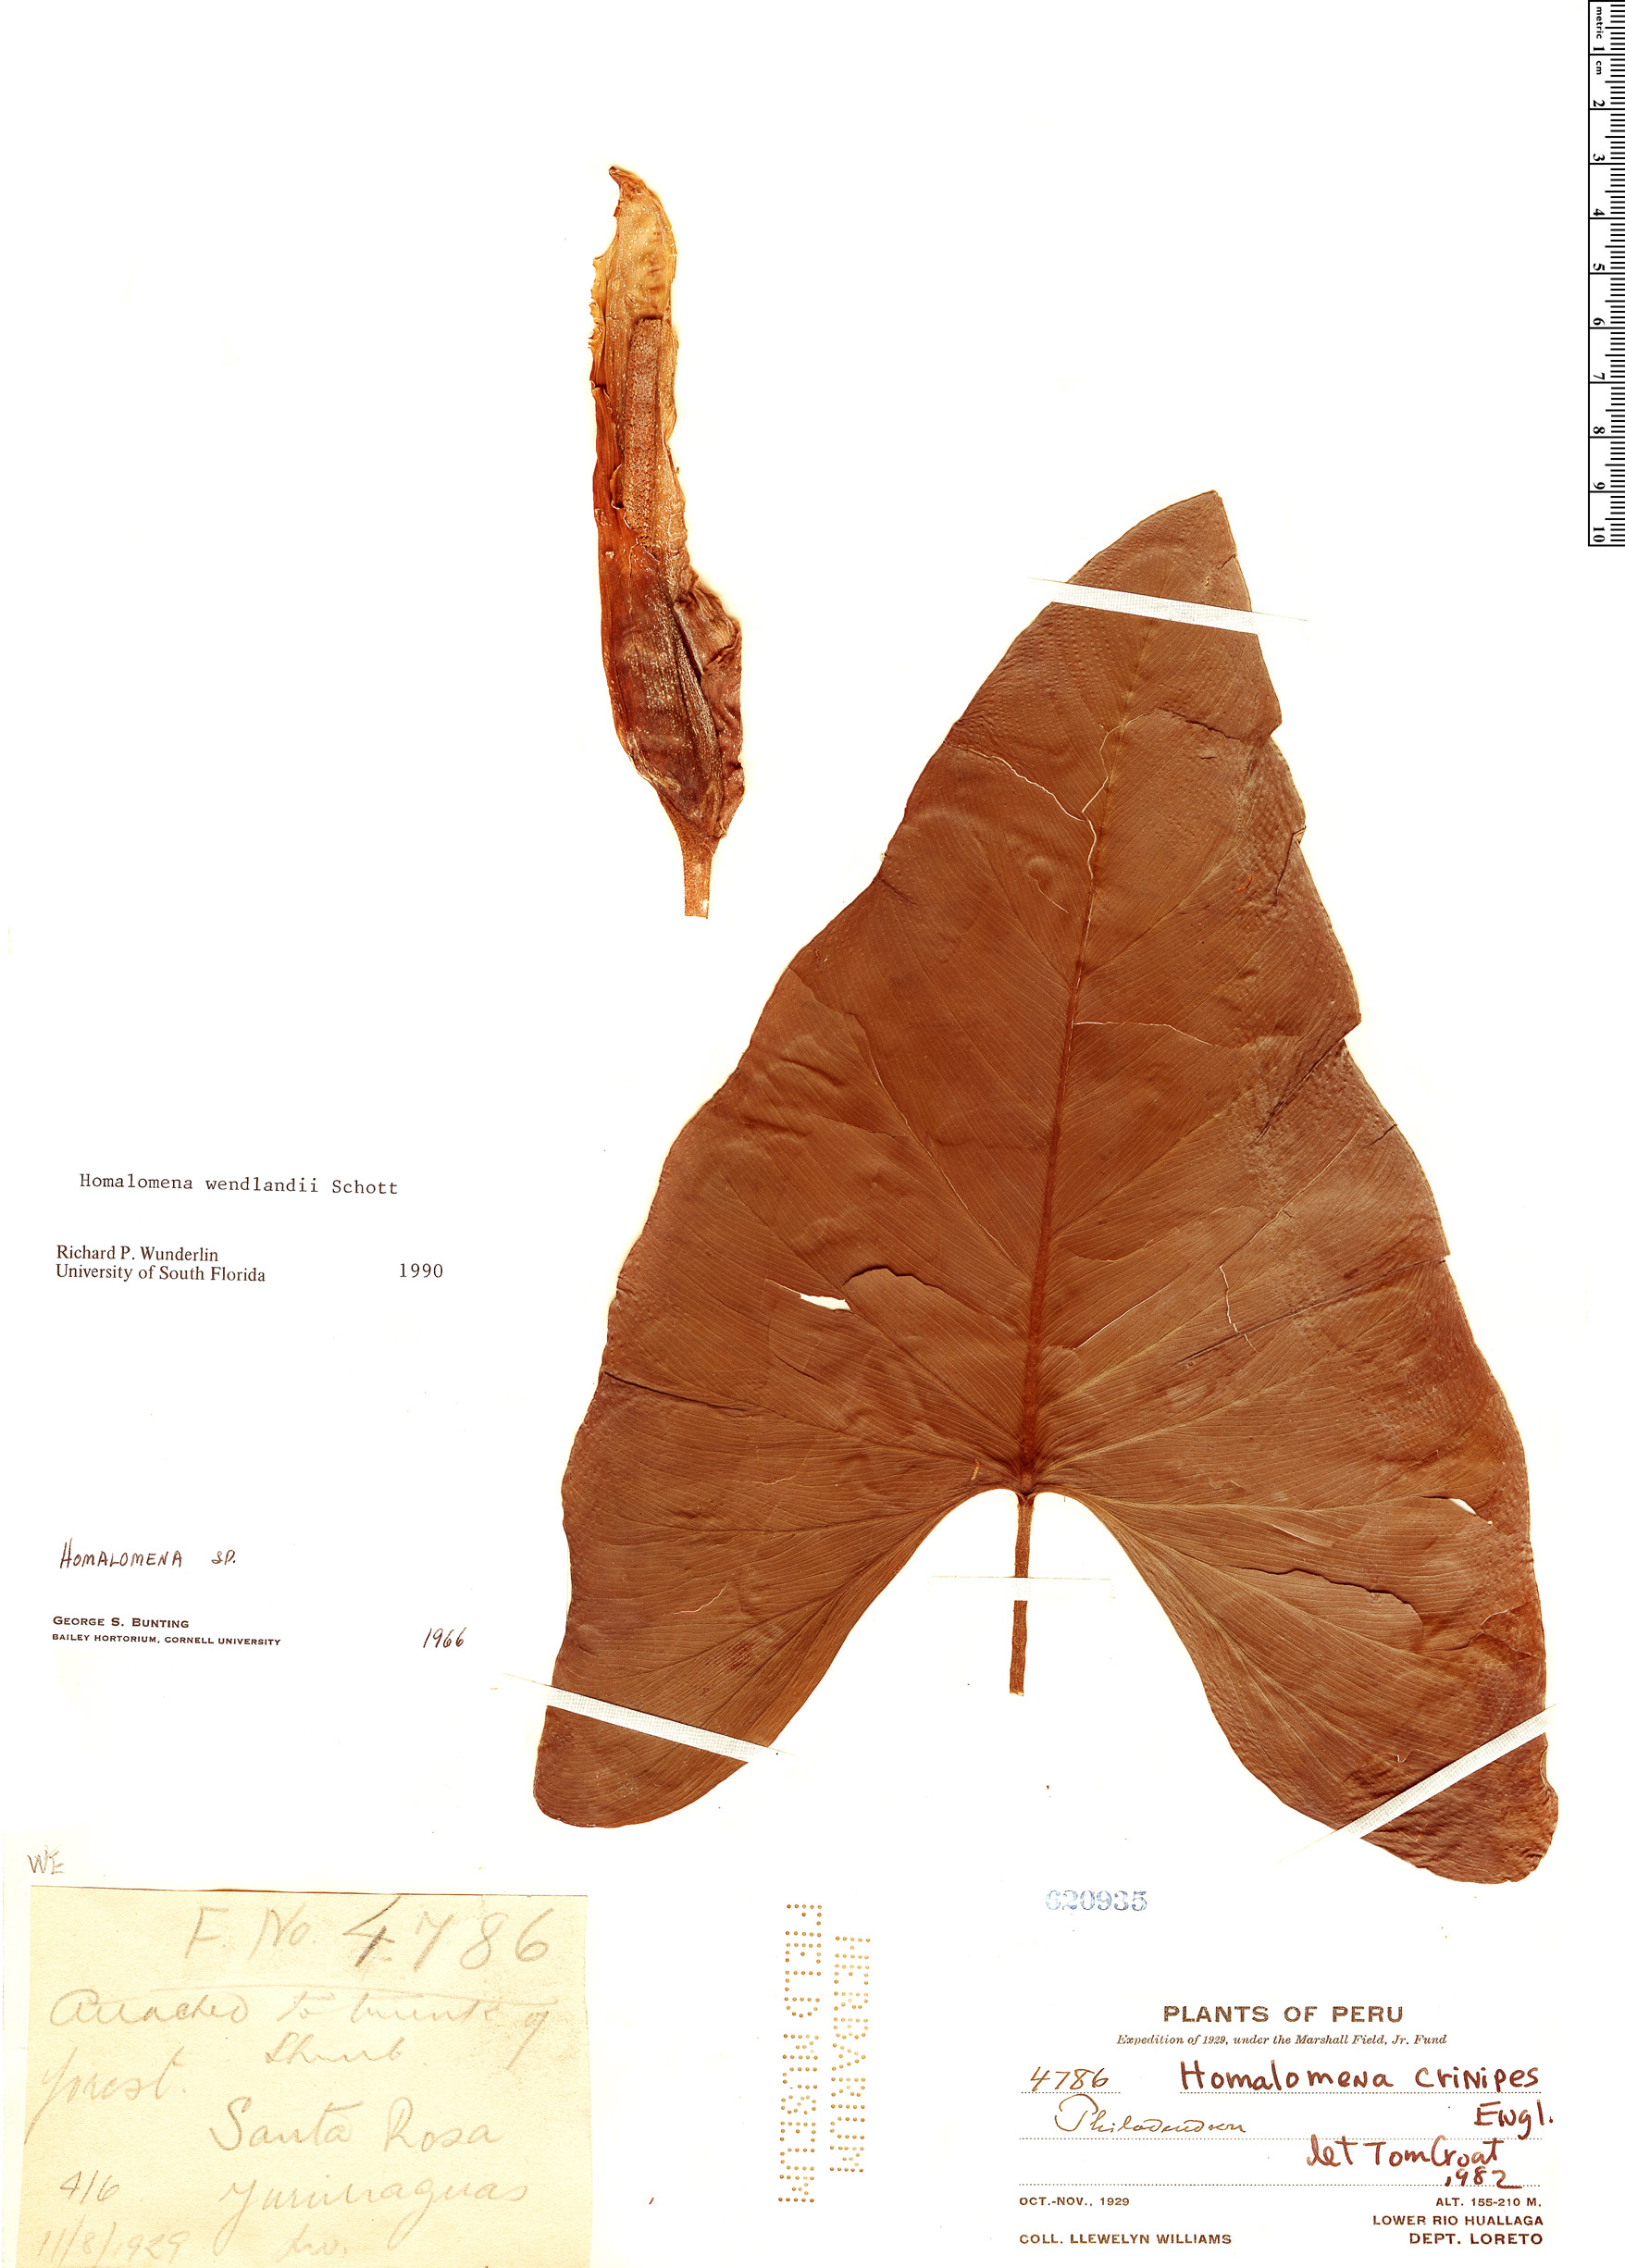 metric 1 cm 2 3 4 5 6 7 8 9 10
Homalomena wendlandii Schott
Richard P. Wunderlin
University of South Florida 1990
HOMALOMENA SP.
GEORGE S. BUNTING
BAILEY HORTORIUM, CORNELL UNIVERSITY 1966
WE
F. No. 4786
Attached to trunk of
Shrub.
forest.
Santa Rosa
4/6 Yurimaguas
11/8/1929
FIELD MUSEUM
HERBARIUM
620935
PLANTS OF PERU
Expedition of 1929, under the Marshall Field, Jr. Fund
4786 Homalomena crinipes
Philodendron Engl.
det Tom Croat
1982
OCT.-NOV., 1929 ALT. 155-210 M.
LOWER RIO HUALLAGA
COLL. LLEWELYN WILLIAMS DEPT. LORETO